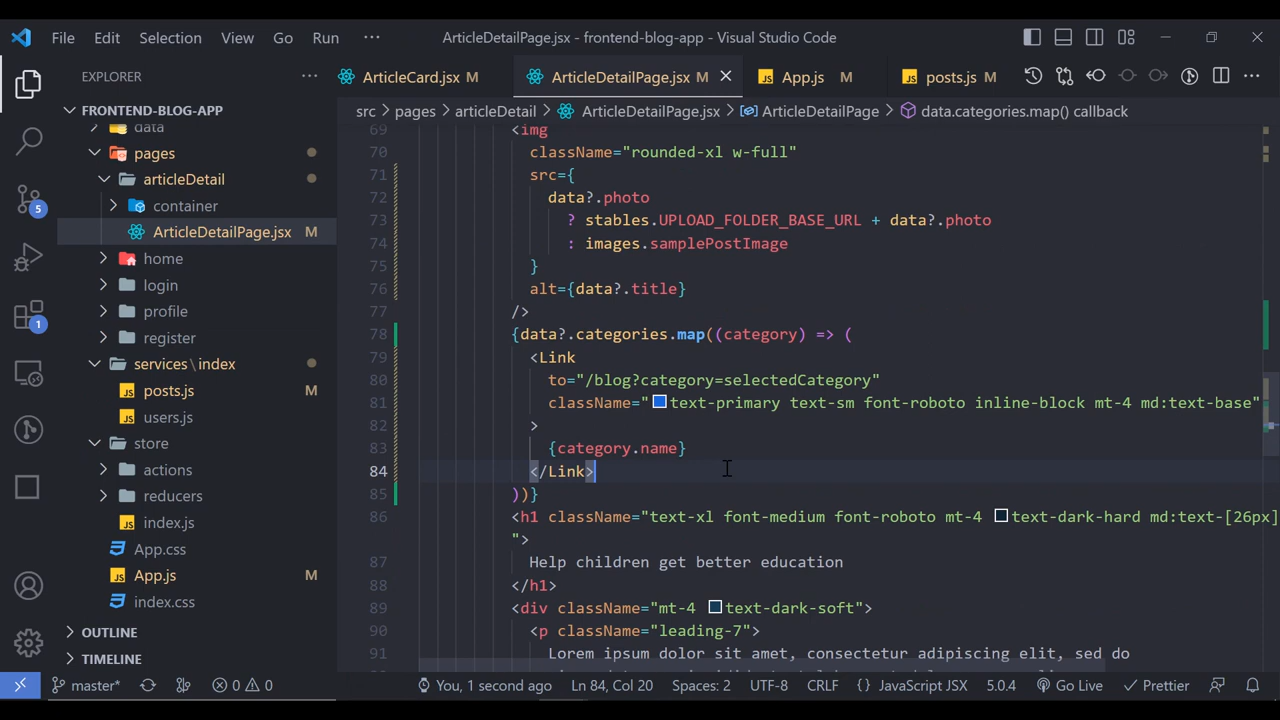 File Edit Selection View Go Run ··· ArticleDetailPage.jsx - frontend-blog-app - Visual Studio Code
EXPLORER ···
ArticleCard.jsx M ArticleDetailPage.jsx M App.js M posts.js M
FRONTEND-BLOG-APP
src > pages > articleDetail > ArticleDetailPage.jsx > ArticleDetailPage > data.categories.map() callback
data
pages
articleDetail
container
ArticleDetailPage.jsx M
home
login
profile
register
services\index
posts.js M
users.js
store
actions
reducers
index.js
App.css
App.js M
index.css
OUTLINE
TIMELINE
5
1
69 <img
70 className="rounded-xl w-full"
71 src={
72 data?.photo
73 ? stables.UPLOAD_FOLDER_BASE_URL + data?.photo
74 : images.samplePostImage
75 }
76 alt={data?.title}
77 />
78 {data?.categories.map((category) => (
79 <Link
80 to="/blog?category=selectedCategory"
81 className="text-primary text-sm font-roboto inline-block mt-4 md:text-base"
82 >
83 {category.name}
84 </Link>
85 ))}
86 <h1 className="text-xl font-medium font-roboto mt-4 text-dark-hard md:text-[26px]
">
87 Help children get better education
88 </h1>
89 <div className="mt-4 text-dark-soft">
90 <p className="leading-7">
91 Lorem ipsum dolor sit amet, consectetur adipiscing elit, sed do
master* 0 0 You, 1 second ago Ln 84, Col 20 Spaces: 2 UTF-8 CRLF {} JavaScript JSX 5.0.4 Go Live Prettier